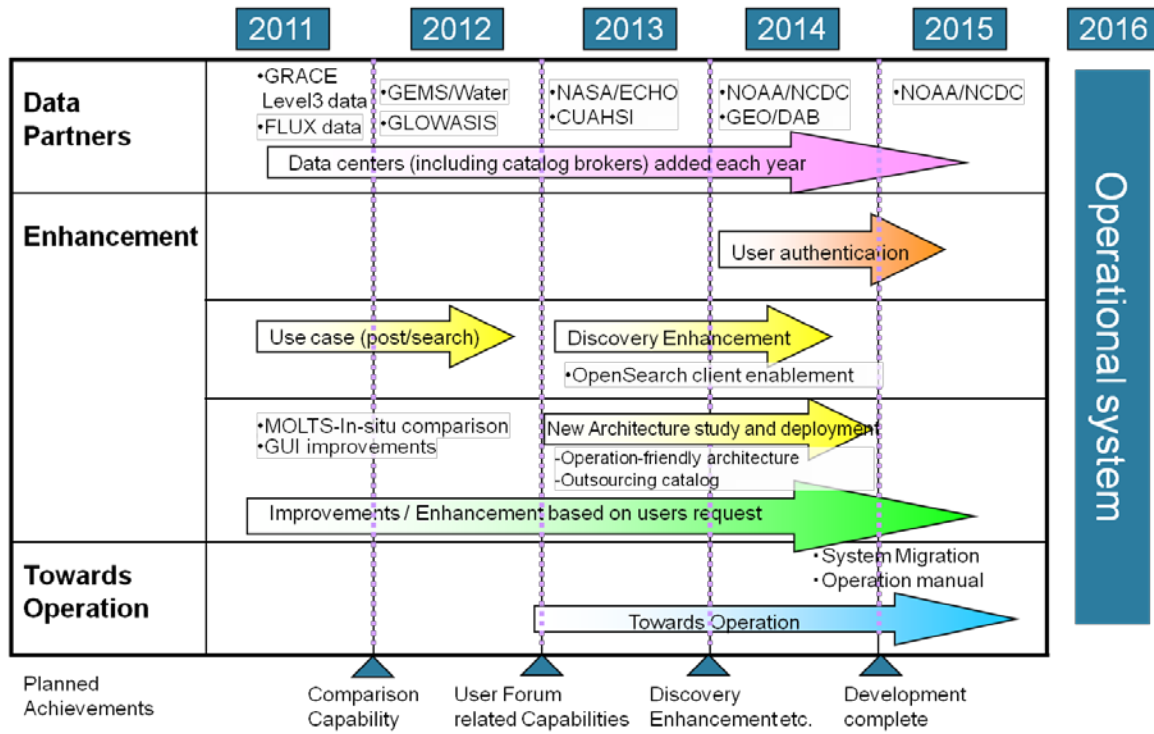 2011
2012
2013
2014
2015
2016
Data
Partners
•GRACE
Level3 data
•FLUX data
•GEMS/Water
•GLOWASIS
•NASA/ECHO
•CUAHSI
•NOAA/NCDC
•GEO/DAB
•NOAA/NCDC
Data centers (including catalog brokers) added each year
Operational system
Enhancement
User authentication
Use case (post/search)
Discovery Enhancement
•OpenSearch client enablement
•MOLTS-In-situ comparison
•GUI improvements
New Architecture study and deployment
-Operation-friendly architecture
-Outsourcing catalog
Improvements / Enhancement based on users request
Towards
Operation
•System Migration
•Operation manual
Towards Operation
Planned
Achievements
Comparison
Capability
User Forum
related Capabilities
Discovery
Enhancement etc.
Development
complete